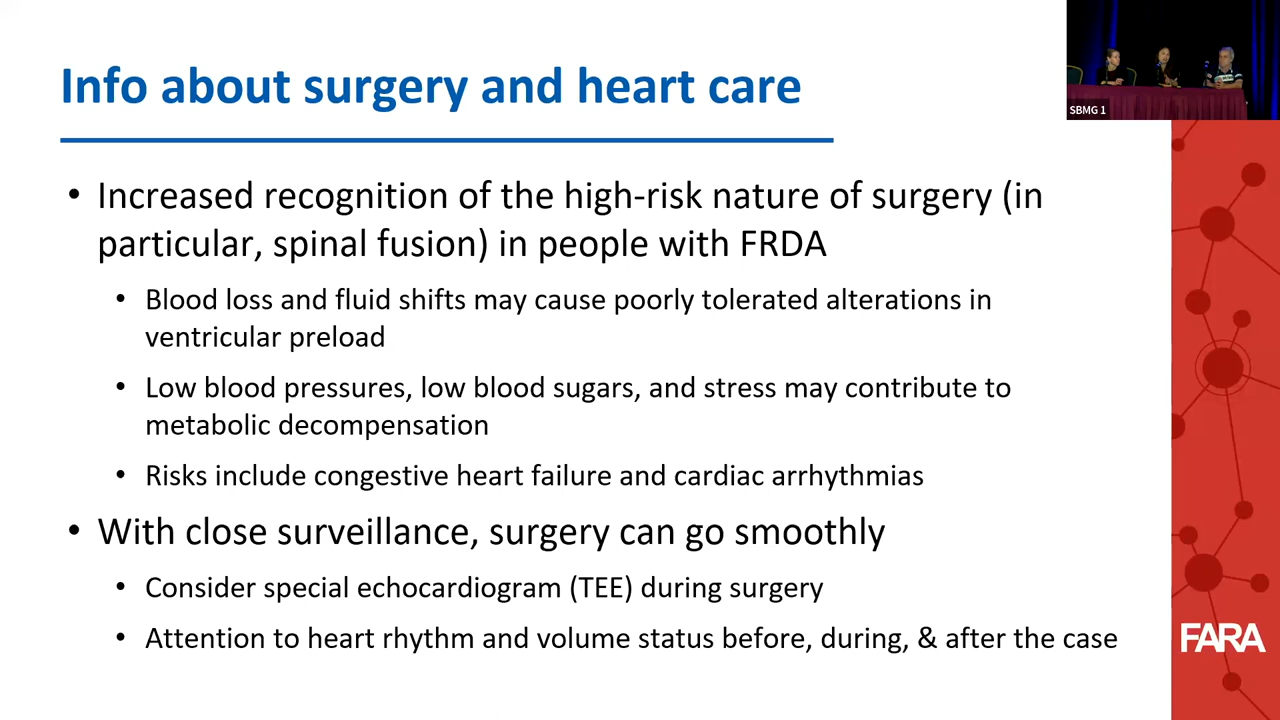 Info about surgery and heart care
SBMG 1
• Increased recognition of the high-risk nature of surgery (in
particular, spinal fusion) in people with FRDA
• Blood loss and fluid shifts may cause poorly tolerated alterations in
ventricular preload
• Low blood pressures, low blood sugars, and stress may contribute to
metabolic decompensation
• Risks include congestive heart failure and cardiac arrhythmias
• With close surveillance, surgery can go smoothly
• Consider special echocardiogram (TEE) during surgery
• Attention to heart rhythm and volume status before, during, & after the case
FARA